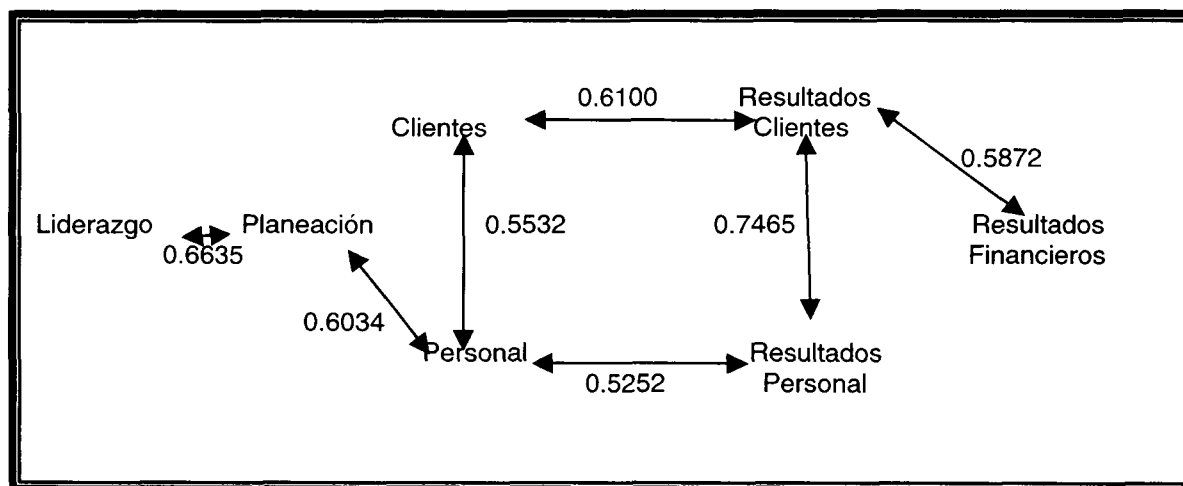 0.6100
Resultados
Clientes
Clientes
0.5872
Liderazgo
Planeación
0.5532
0.7465
Resultados
Financieros
0.6635
0.6034
Personal
Resultados
Personal
0.5252